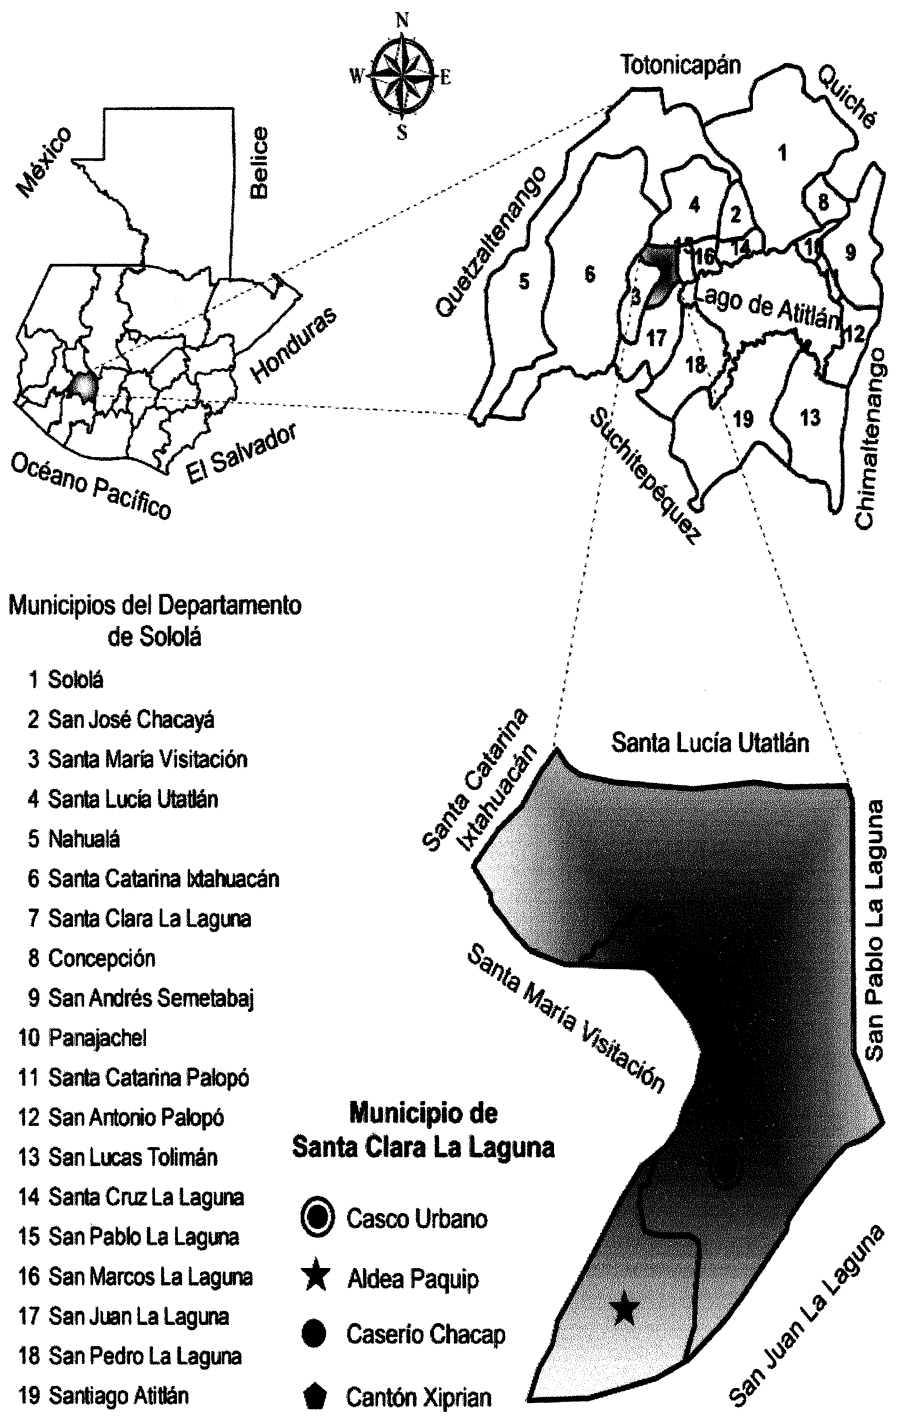 N
W
E
S
México
Belice
Honduras
El Salvador
Océano Pacífico
Totonicapán
Quiché
Quetzaltenango
Suchitepéquez
Chimaltenango
1
8
4
2
9
15
16
14
10
11
5
6
3
Lago de Atitlán
12
17
18
19
13
Municipios del Departamento
de Sololá
1 Sololá
2 San José Chacayá
3 Santa María Visitación
4 Santa Lucía Utatlán
5 Nahualá
6 Santa Catarina Ixtahuacán
7 Santa Clara La Laguna
8 Concepción
9 San Andrés Semetabaj
10 Panajachel
11 Santa Catarina Palopó
12 San Antonio Palopó
13 San Lucas Tolimán
14 Santa Cruz La Laguna
15 San Pablo La Laguna
16 San Marcos La Laguna
17 San Juan La Laguna
18 San Pedro La Laguna
19 Santiago Atitlán
Santa Catarina
Ixtahuacán
Santa Lucía Utatlán
San Pablo La Laguna
Santa María Visitación
San Juan La Laguna
Municipio de
Santa Clara La Laguna
Casco Urbano
Aldea Paquip
Caserío Chacap
Cantón Xiprian